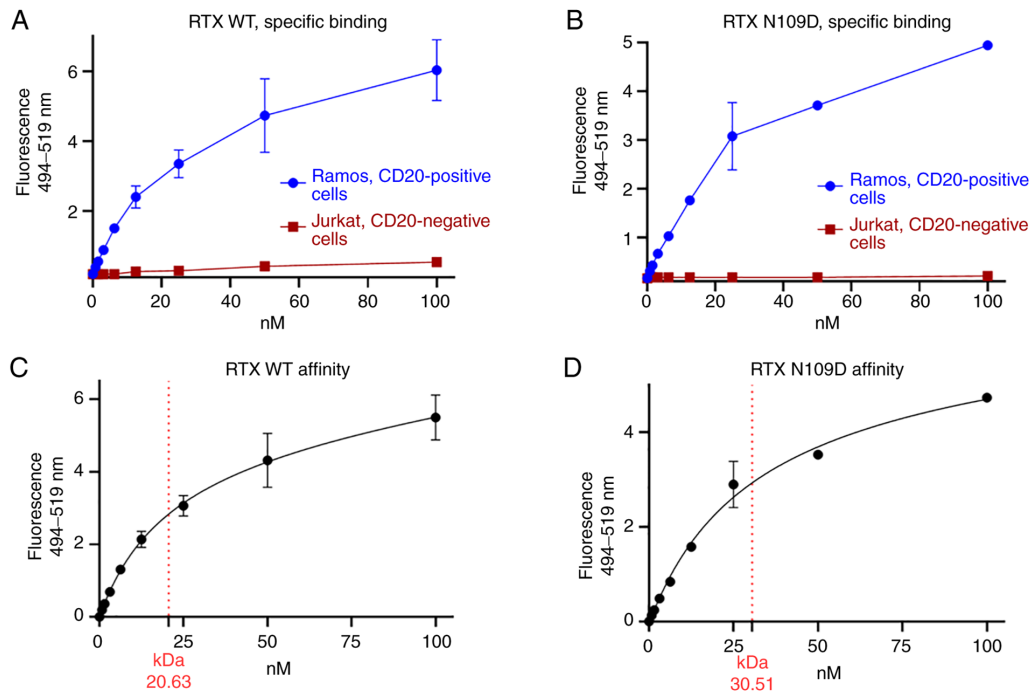 A
RTX WT, specific binding
Fluorescence
494–519 nm
6
4
2
Ramos, CD20-positive
cells
Jurkat, CD20-negative
cells
0 20 40 60 80 100
nM
B
RTX N109D, specific binding
Fluorescence
494–519 nm
5
4
3
2
1
Ramos, CD20-positive
cells
Jurkat, CD20-negative
cells
0 20 40 60 80 100
nM
C
RTX WT affinity
Fluorescence
494–519 nm
6
4
2
0
0 25 50 75 100
kDa
20.63
nM
D
RTX N109D affinity
Fluorescence
494–519 nm
4
2
0
0 25 50 75 100
kDa
30.51
nM